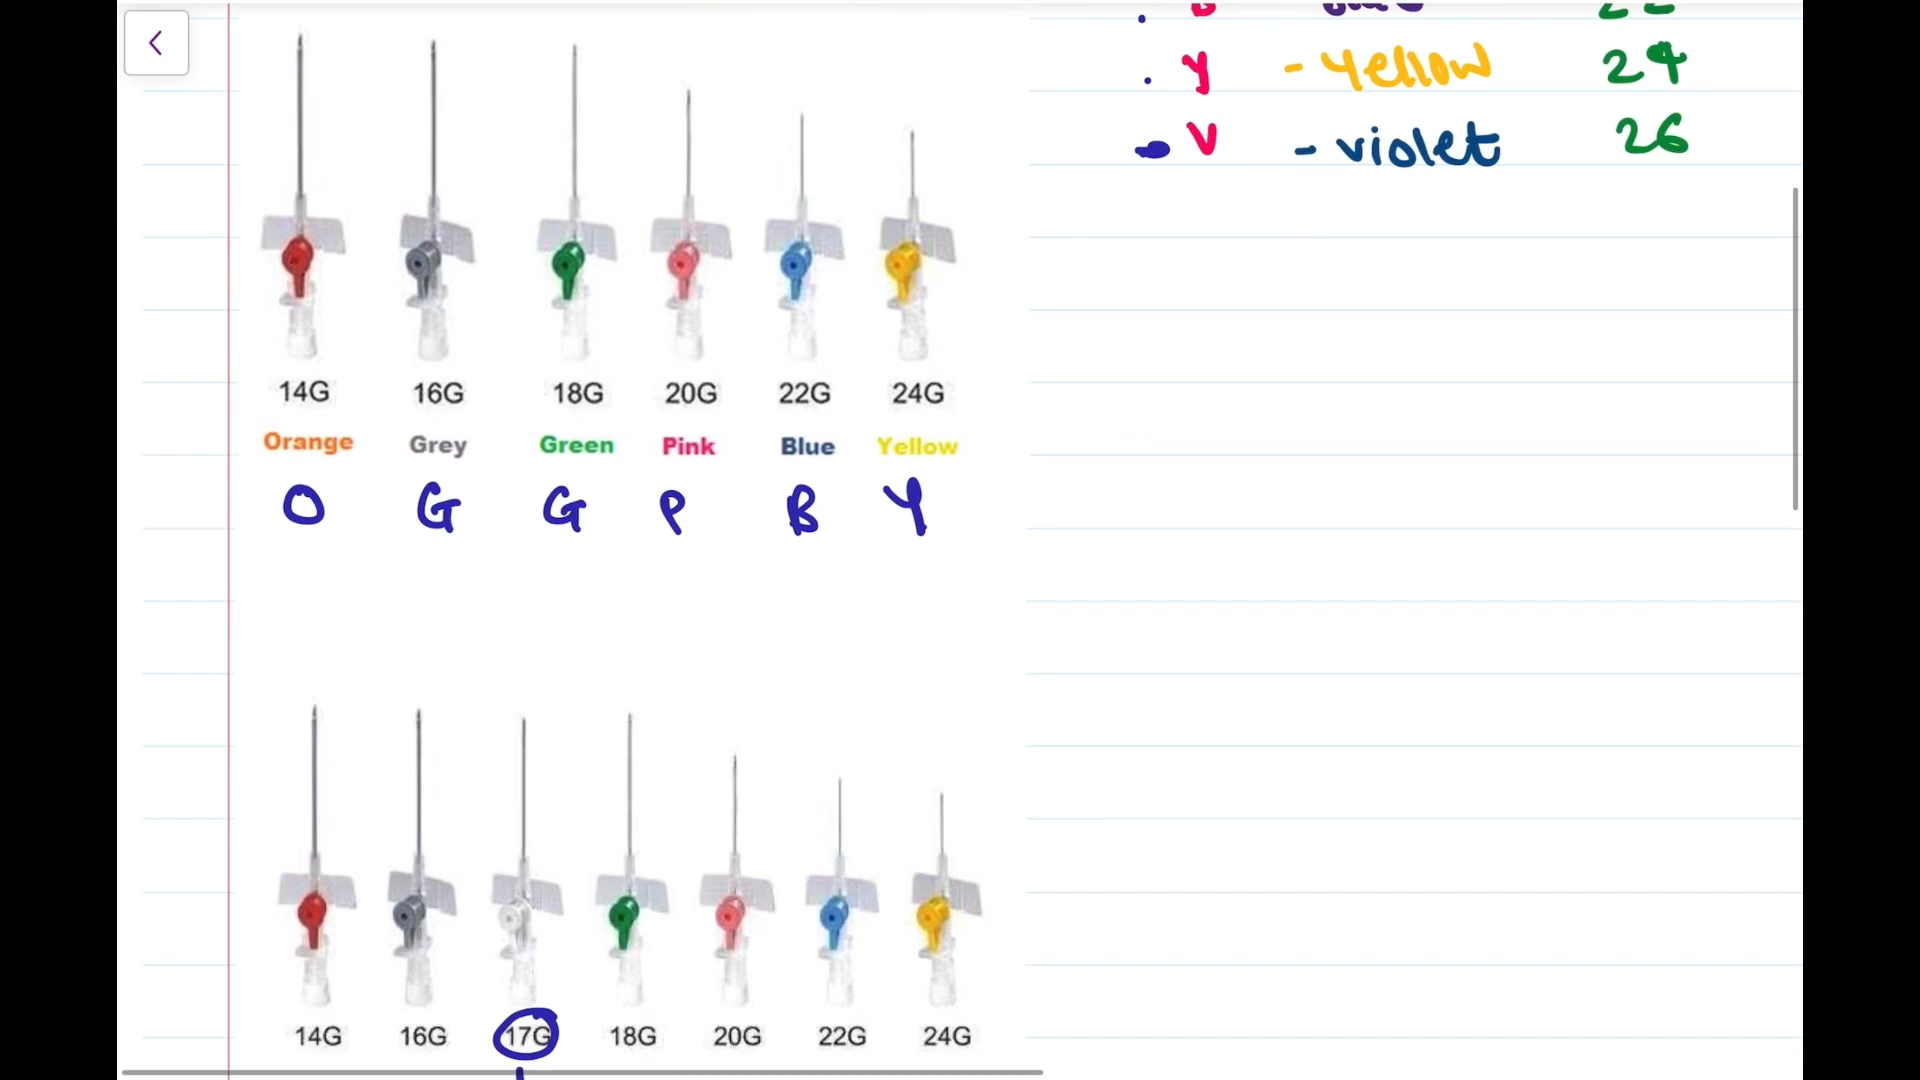 Y - Yellow 24
V - violet 26
14G 16G 18G 20G 22G 24G
Orange Grey Green Pink Blue Yellow
O G G P B Y
14G 16G 17G 18G 20G 22G 24G